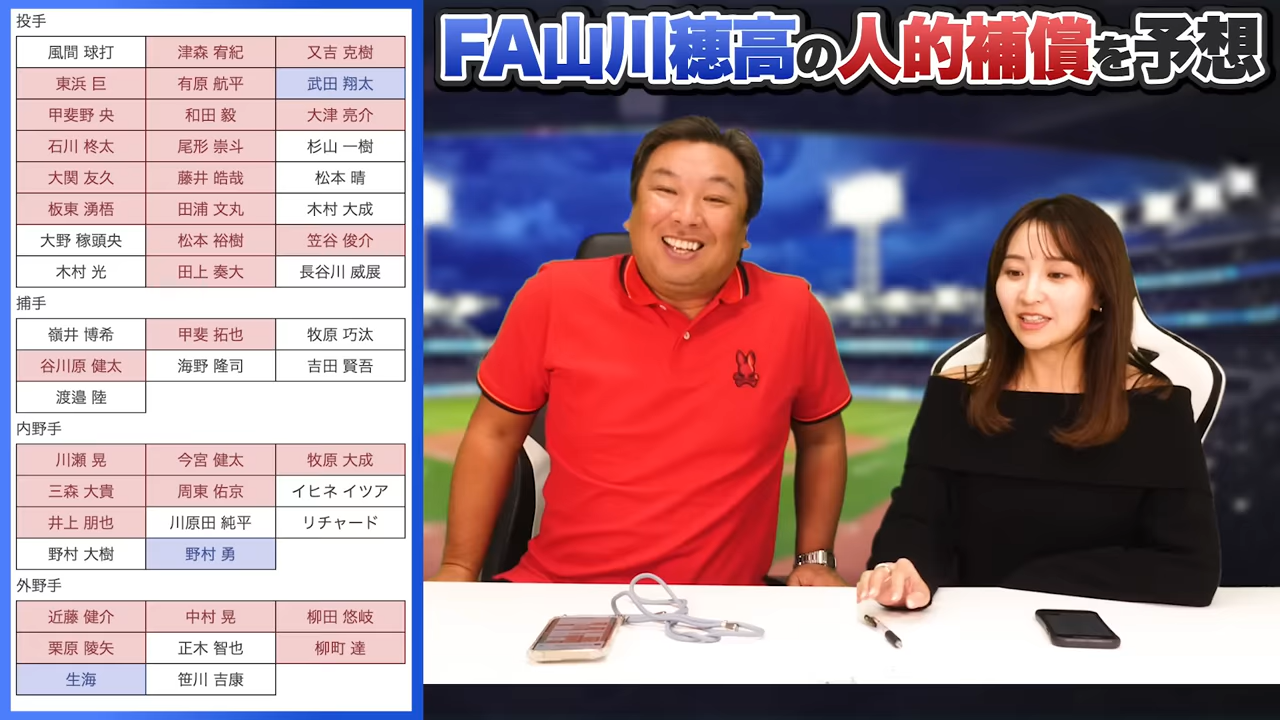 FA山川穂高の人的補償を予想
投手
風間 球打 津森 宥紀 又吉 克樹
東浜 巨 有原 航平 武田 翔太
甲斐野 央 和田 毅 大津 亮介
石川 柊太 尾形 崇斗 杉山 一樹
大関 友久 藤井 皓哉 松本 晴
板東 湧梧 田浦 文丸 木村 大成
大野 稼頭央 松本 裕樹 笠谷 俊介
木村 光 田上 奏大 長谷川 威展
捕手
嶺井 博希 甲斐 拓也 牧原 巧汰
谷川原 健太 海野 隆司 吉田 賢吾
渡邉 陸
内野手
川瀬 晃 今宮 健太 牧原 大成
三森 大貴 周東 佑京 イヒネ イツア
井上 朋也 川原田 純平 リチャード
野村 大樹 野村 勇
外野手
近藤 健介 中村 晃 柳田 悠岐
栗原 陵矢 正木 智也 柳町 達
生海 笹川 吉康